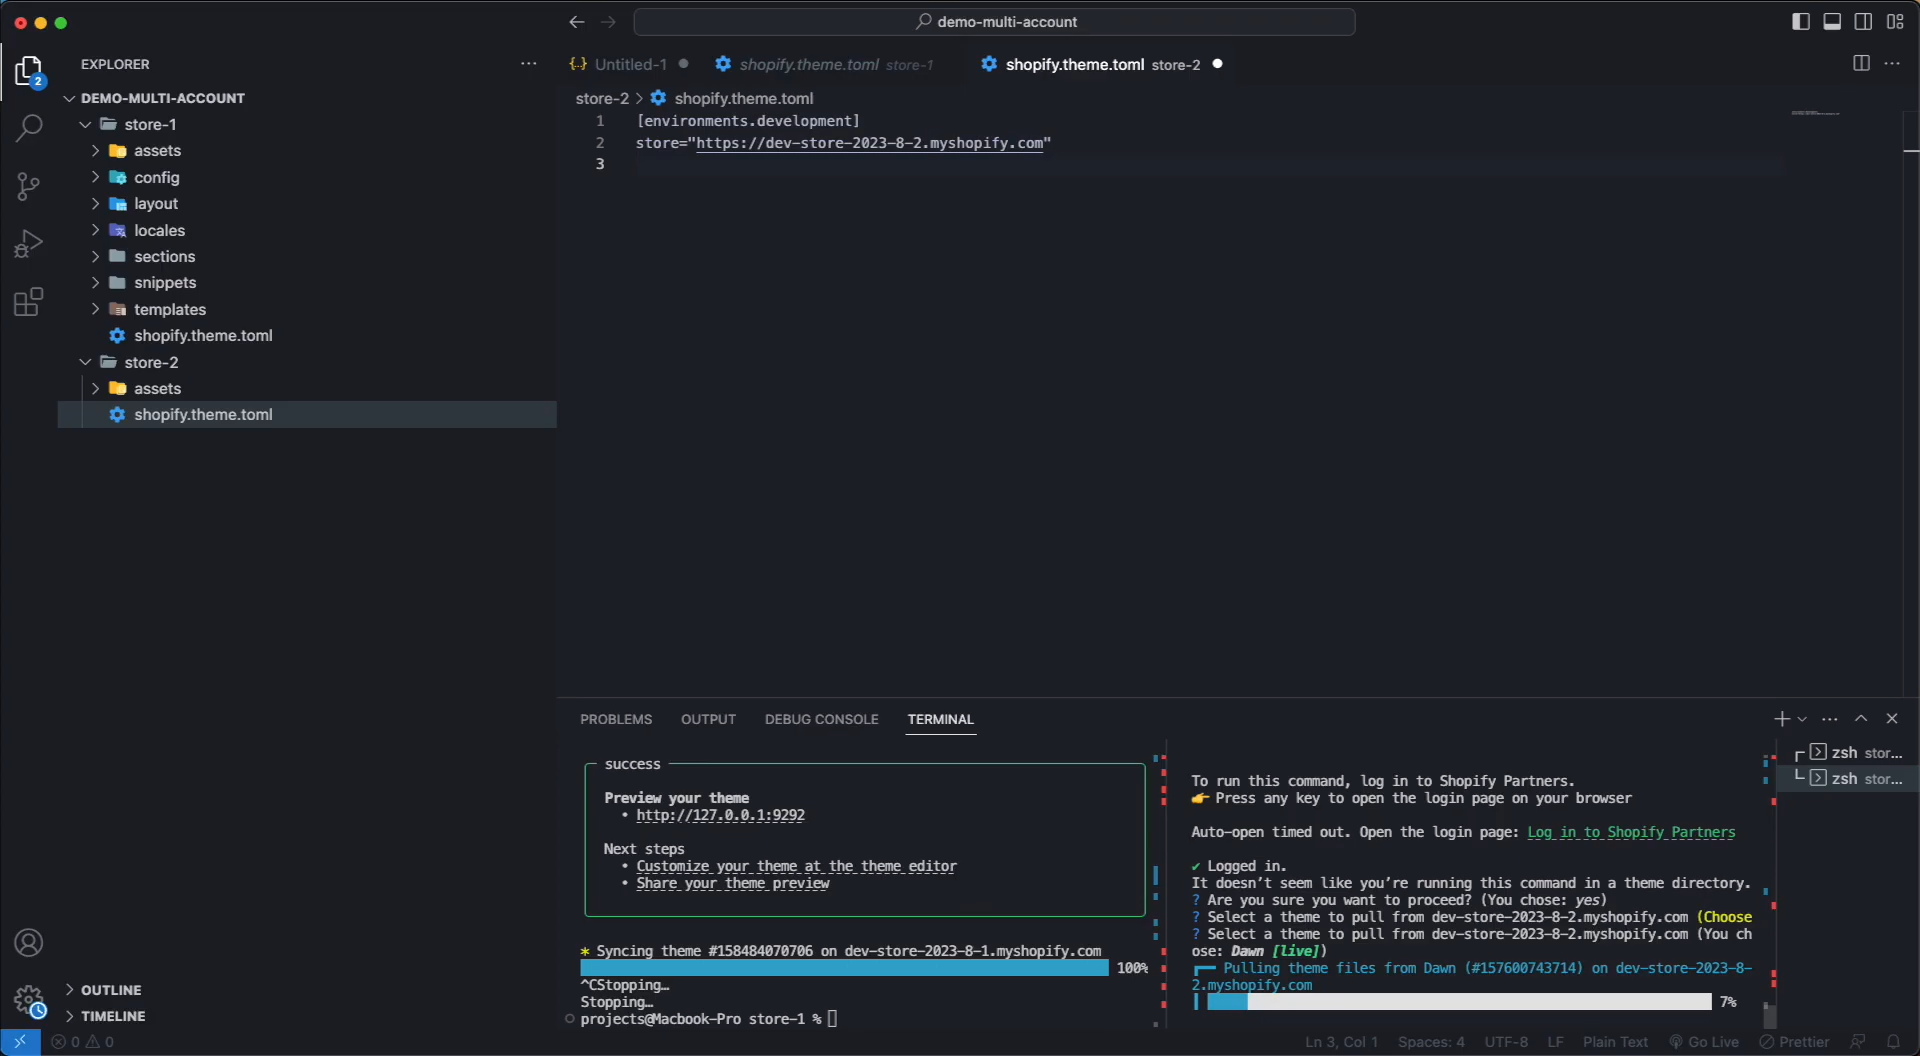 demo-multi-account
2
EXPLORER
DEMO-MULTI-ACCOUNT
store-1
assets
config
layout
locales
sections
snippets
templates
shopify.theme.toml
store-2
assets
shopify.theme.toml
OUTLINE
TIMELINE
{..} Untitled-1
shopify.theme.toml store-1
shopify.theme.toml store-2
store-2 > shopify.theme.toml
1 [environments.development]
2 store="https://dev-store-2023-8-2.myshopify.com"
3
PROBLEMS OUTPUT DEBUG CONSOLE TERMINAL
success
Preview your theme
• http://127.0.0.1:9292
Next steps
• Customize your theme at the theme editor
• Share your theme preview
* Syncing theme #158484070706 on dev-store-2023-8-1.myshopify.com
100%
^CStopping…
Stopping…
projects@Macbook-Pro store-1 %
To run this command, log in to Shopify Partners.
👉 Press any key to open the login page on your browser
Auto-open timed out. Open the login page: Log in to Shopify Partners
✔ Logged in.
It doesn’t seem like you’re running this command in a theme directory.
? Are you sure you want to proceed? (You chose: yes)
? Select a theme to pull from dev-store-2023-8-2.myshopify.com (Choose
? Select a theme to pull from dev-store-2023-8-2.myshopify.com (You ch
ose: Dawn [live])
Pulling theme files from Dawn (#157600743714) on dev-store-2023-8-
2.myshopify.com
7%
zsh stor...
zsh stor...
0 0
Ln 3, Col 1 Spaces: 4 UTF-8 LF Plain Text Go Live Prettier